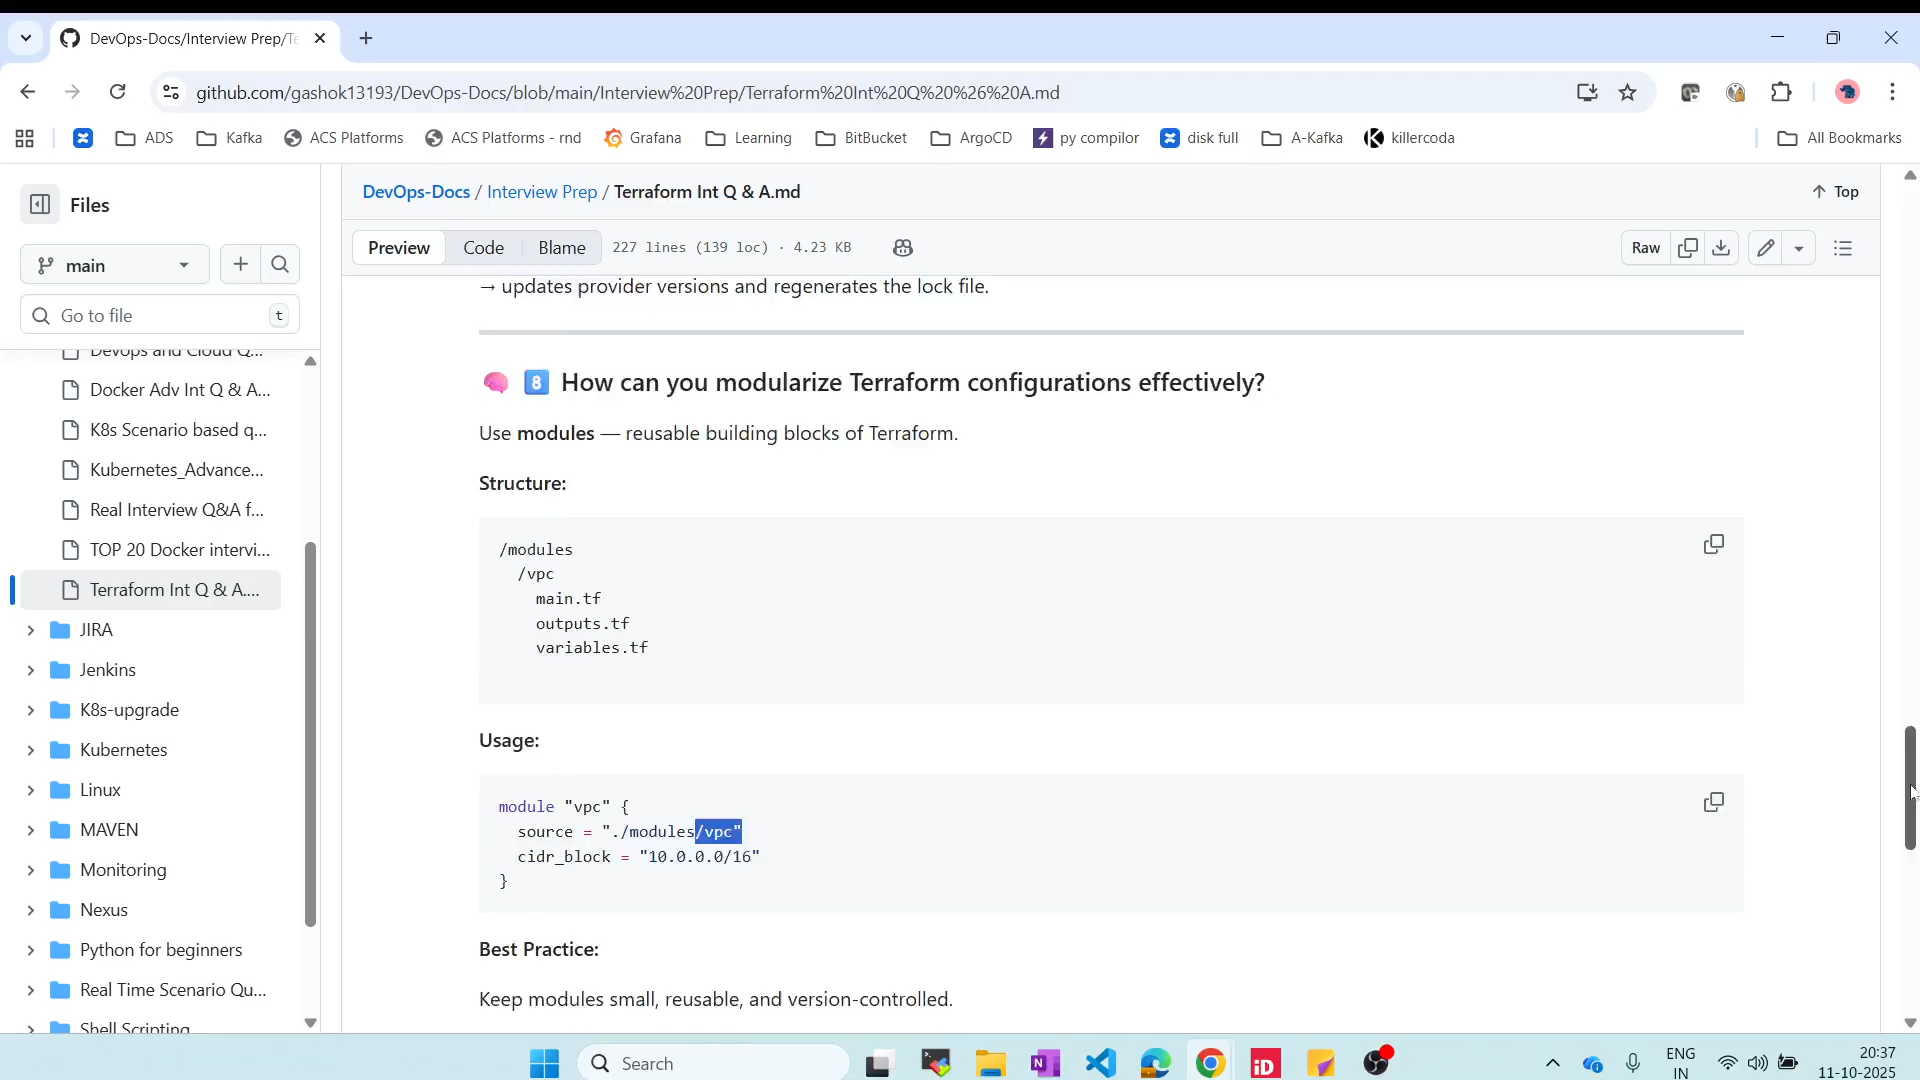 DevOps-Docs/Interview Prep/Te
github.com/gashok13193/DevOps-Docs/blob/main/Interview%20Prep/Terraform%20Int%20Q%20%26%20A.md
ADS
Kafka
ACS Platforms
ACS Platforms - rnd
Grafana
Learning
BitBucket
ArgoCD
py compilor
disk full
A-Kafka
killercoda
All Bookmarks
Files
main
Go to file
t
Devops and Cloud Q...
Docker Adv Int Q & A...
K8s Scenario based q...
Kubernetes_Advance...
Real Interview Q&A f...
TOP 20 Docker intervi...
Terraform Int Q & A....
JIRA
Jenkins
K8s-upgrade
Kubernetes
Linux
MAVEN
Monitoring
Nexus
Python for beginners
Real Time Scenario Qu...
Shell Scripting
DevOps-Docs / Interview Prep / Terraform Int Q & A.md
Top
Preview
Code
Blame
227 lines (139 loc) · 4.23 KB
Raw
→ updates provider versions and regenerates the lock file.
🧠 8️⃣ How can you modularize Terraform configurations effectively?
Use modules — reusable building blocks of Terraform.
Structure:
/modules
/vpc
main.tf
outputs.tf
variables.tf
Usage:
module "vpc" {
source = "./modules/vpc"
cidr_block = "10.0.0.0/16"
}
Best Practice:
Keep modules small, reusable, and version-controlled.
Search
ENG
IN
20:37
11-10-2025